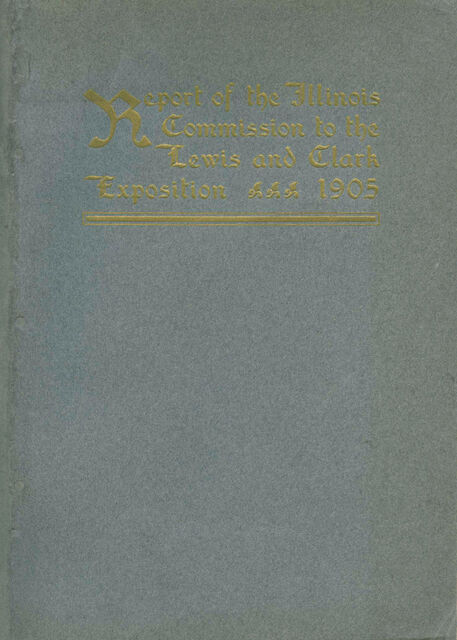 Report of the Illinois
Commission to the
Lewis and Clark
Exposition 1905